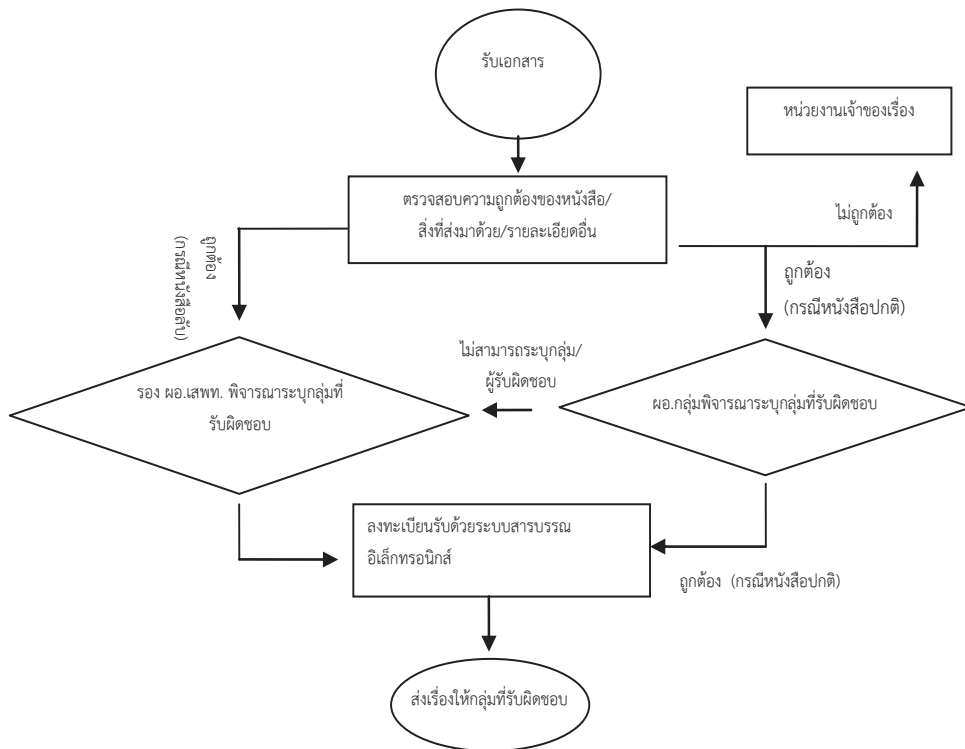 รับเอกสาร
หน่วยงานเจ้าของเรื่อง
ตรวจสอบความถูกต้องของหนังสือ/
สิ่งที่ส่งมาด้วย/รายละเอียดอื่น
ไม่ถูกต้อง
ถูกต้อง
(กรณีหนังสือลับ)
ถูกต้อง
(กรณีหนังสือปกติ)
ไม่สามารถระบุกลุ่ม/
ผู้รับผิดชอบ
รอง ผอ.เสพท. พิจารณาระบุกลุ่มที่
รับผิดชอบ
ผอ.กลุ่มพิจารณาระบุกลุ่มที่รับผิดชอบ
ลงทะเบียนรับด้วยระบบสารบรรณ
อิเล็กทรอนิกส์
ถูกต้อง (กรณีหนังสือปกติ)
ส่งเรื่องให้กลุ่มที่รับผิดชอบ